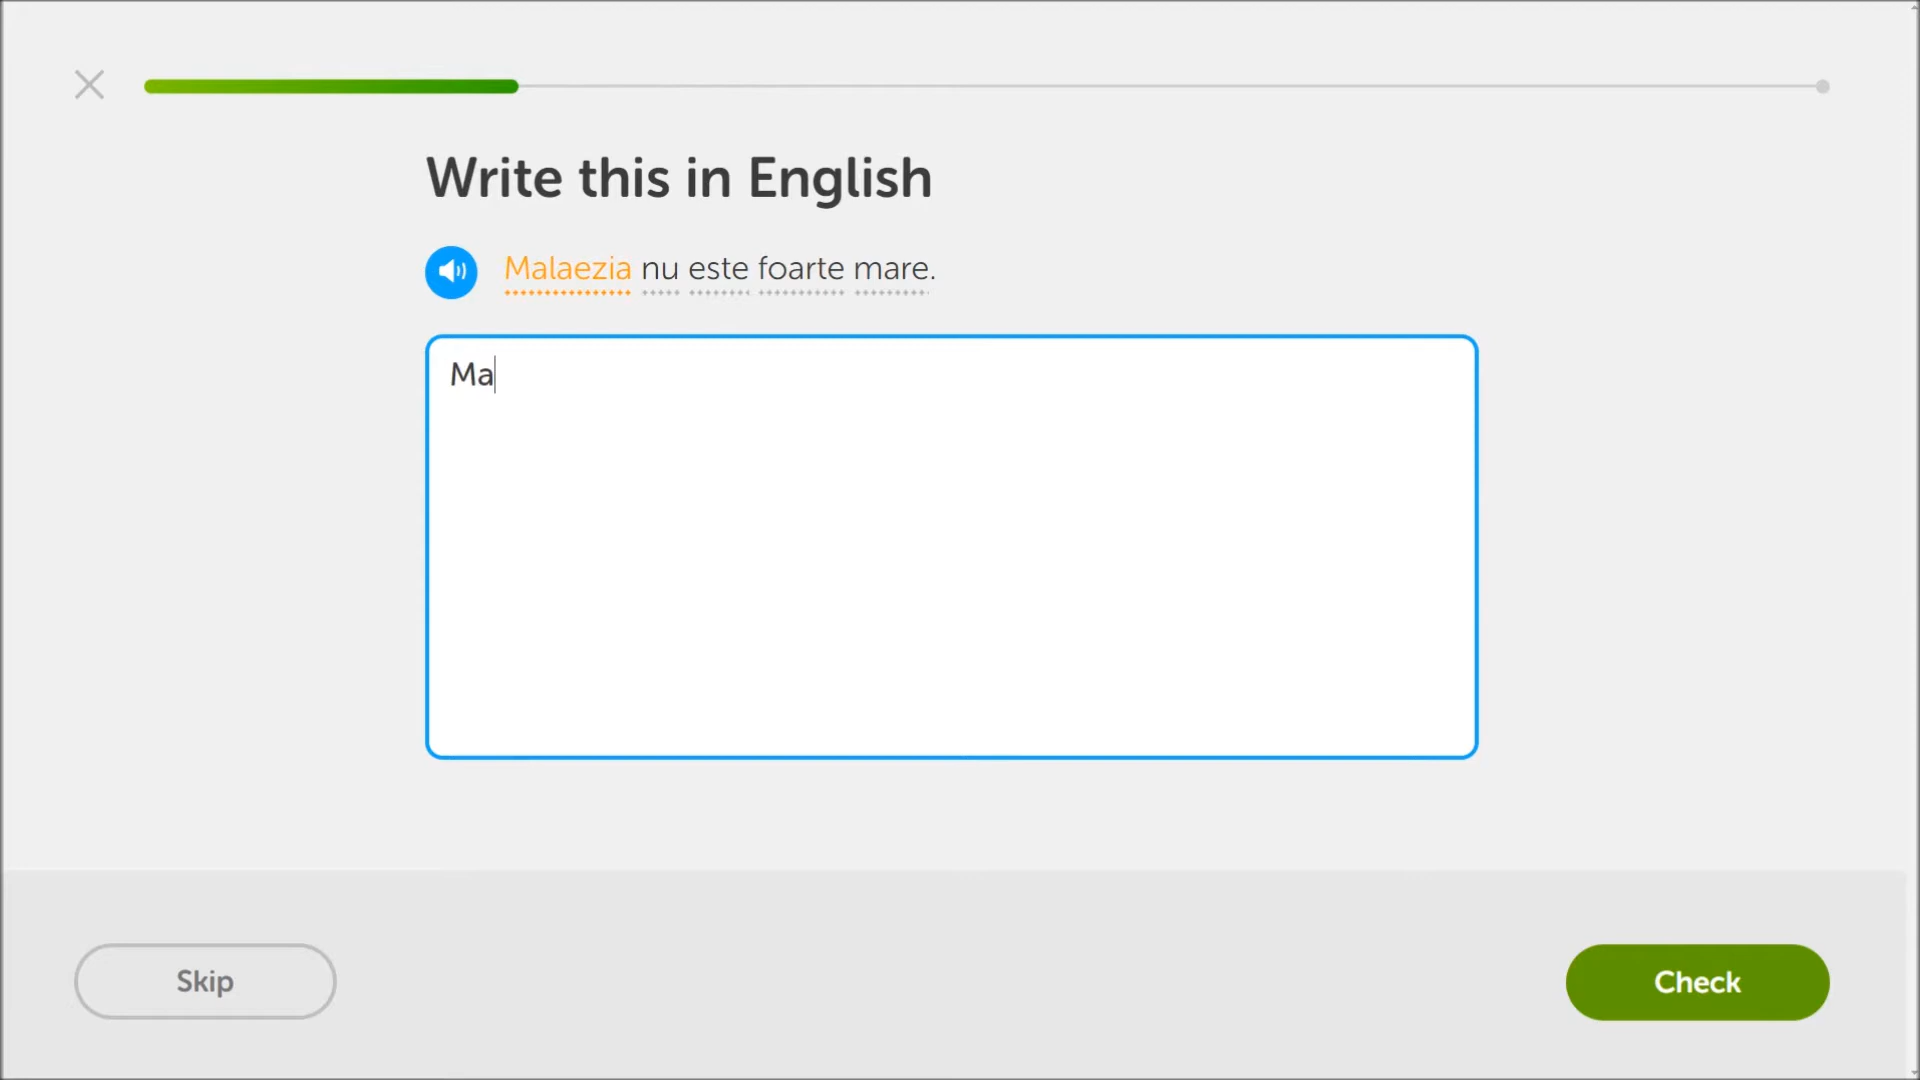 Write this in English
Malaezia nu este foarte mare.
Ma
Skip
Check